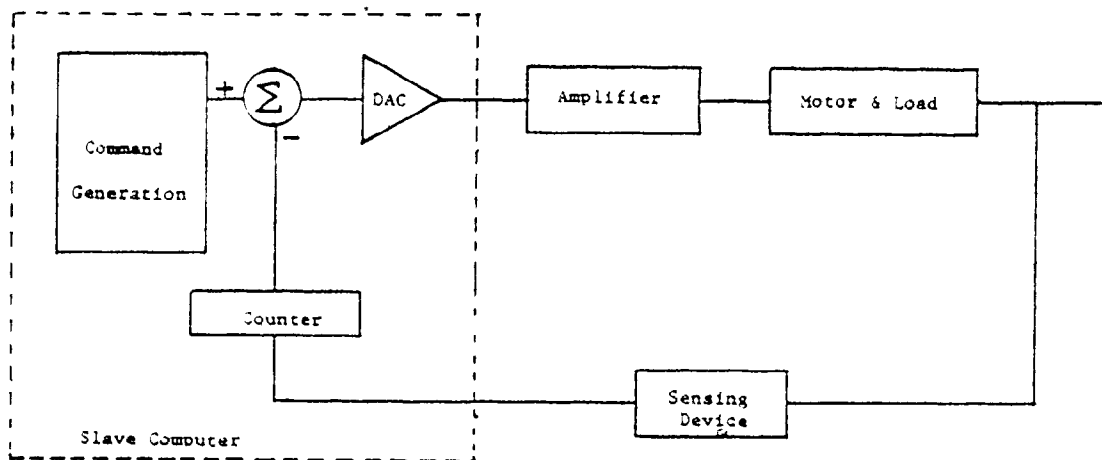 Command
Generation
+
Σ
−
DAC
Amplifier
Motor & Load
Counter
Sensing
Device
Slave Computer